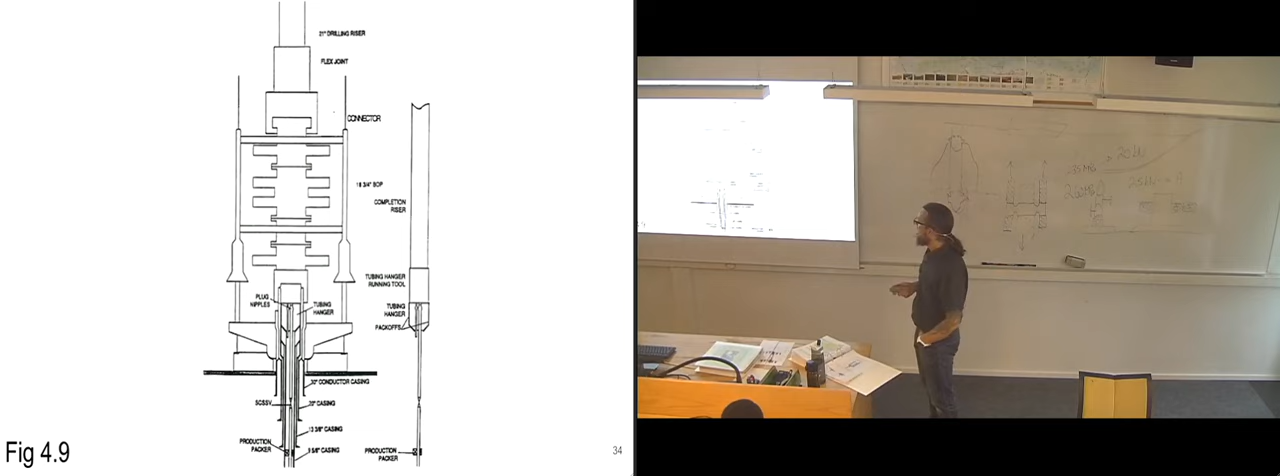 21" DRILLING RISER
FLEX JOINT
CONNECTOR
18 3/4" BOP
COMPLETION
RISER
TUBING HANGER
RUNNING TOOL
PLUG
NIPPLES
TUBING
HANGER
TUBING
HANGER
PACKOFFS
30" CONDUCTOR CASING
SCSSV
20" CASING
13 3/8" CASING
PRODUCTION
PACKER
9 5/8" CASING
PRODUCTION
PACKER
Fig 4.9
34